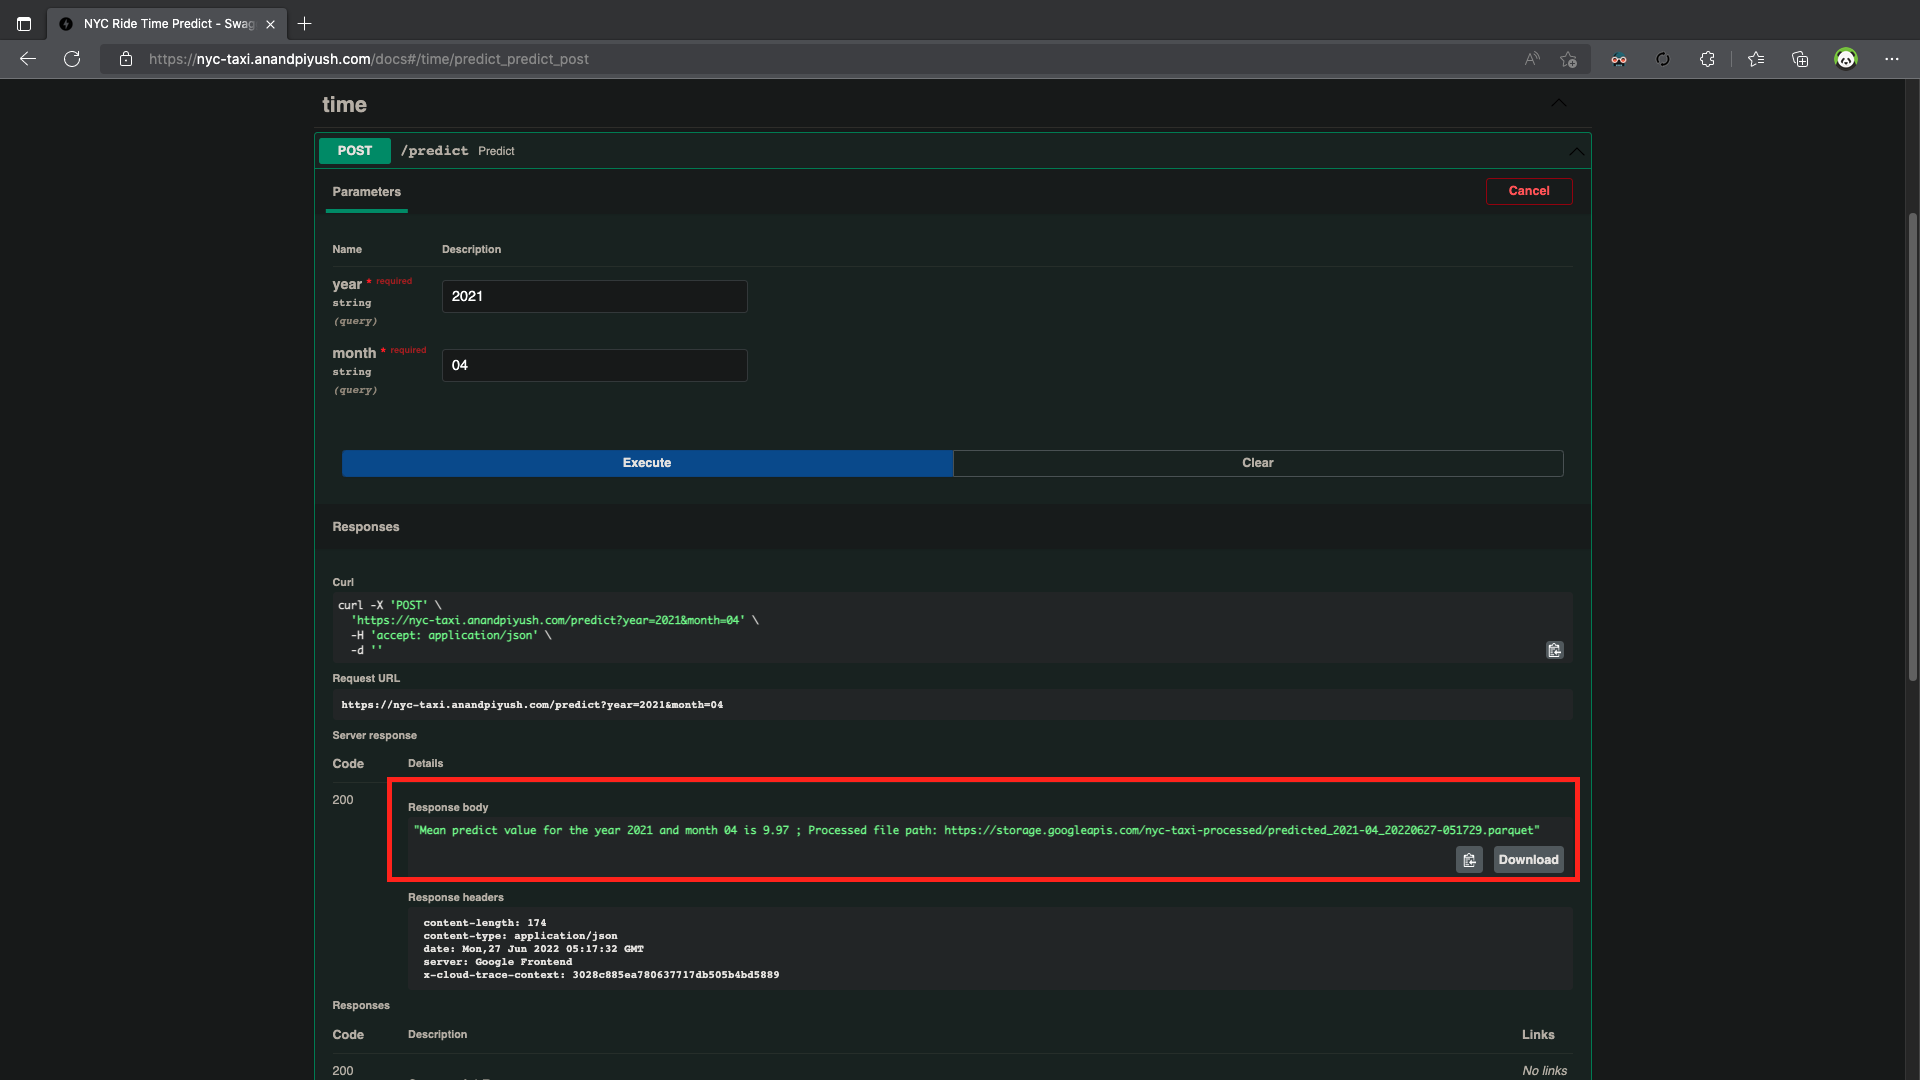 NYC Ride Time Predict - Swag
https://nyc-taxi.anandpiyush.com/docs#/time/predict_predict_post
time
POST /predict Predict
Parameters
Cancel
Name Description
year * required
string
(query)
2021
month * required
string
(query)
04
Execute Clear
Responses
Curl
curl -X 'POST' \
'https://nyc-taxi.anandpiyush.com/predict?year=2021&month=04' \
-H 'accept: application/json' \
-d ''
Request URL
https://nyc-taxi.anandpiyush.com/predict?year=2021&month=04
Server response
Code Details
200
Response body
"Mean predict value for the year 2021 and month 04 is 9.97 ; Processed file path: https://storage.googleapis.com/nyc-taxi-processed/predicted_2021-04_20220627-051729.parquet"
Download
Response headers
content-length: 174
content-type: application/json
date: Mon,27 Jun 2022 05:17:32 GMT
server: Google Frontend
x-cloud-trace-context: 3028c885ea780637717db505b4bd5889
Responses
Code Description Links
200 No links